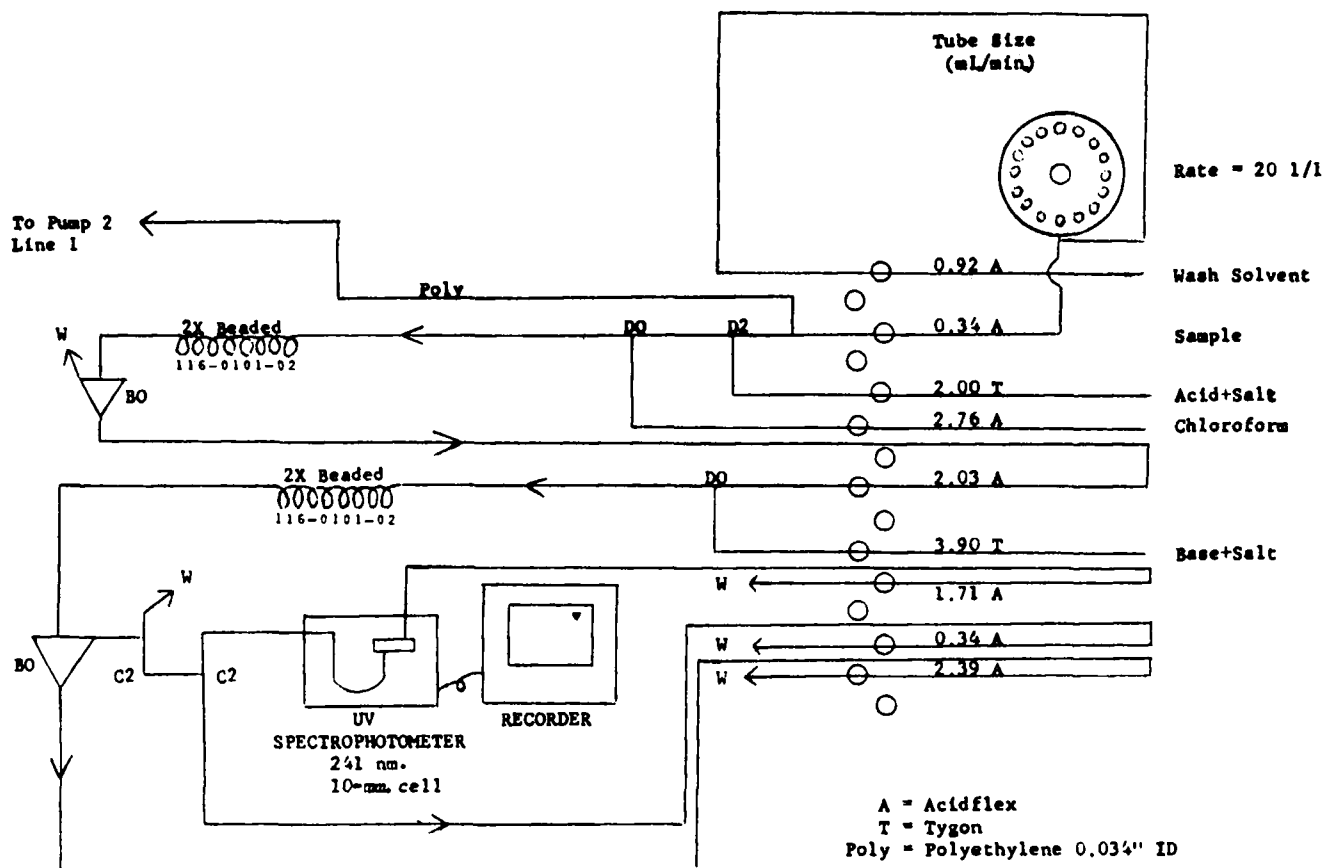 Tube Size
(mL/min)
Rate = 20 1/1
To Pump 2
Line 1
0.92 A
Wash Solvent
Poly
2X Beaded
116-0101-02
DO
D2
0.34 A
Sample
W
BO
2.00 T
Acid+Salt
2.76 A
Chloroform
2X Beaded
116-0101-02
DO
2.03 A
3.90 T
Base+Salt
W
W
1.71 A
BO
C2
C2
W
0.34 A
W
2.39 A
UV
SPECTROPHOTOMETER
241 nm.
10-mm. cell
RECORDER
A = Acidflex
T = Tygon
Poly = Polyethylene 0.034" ID